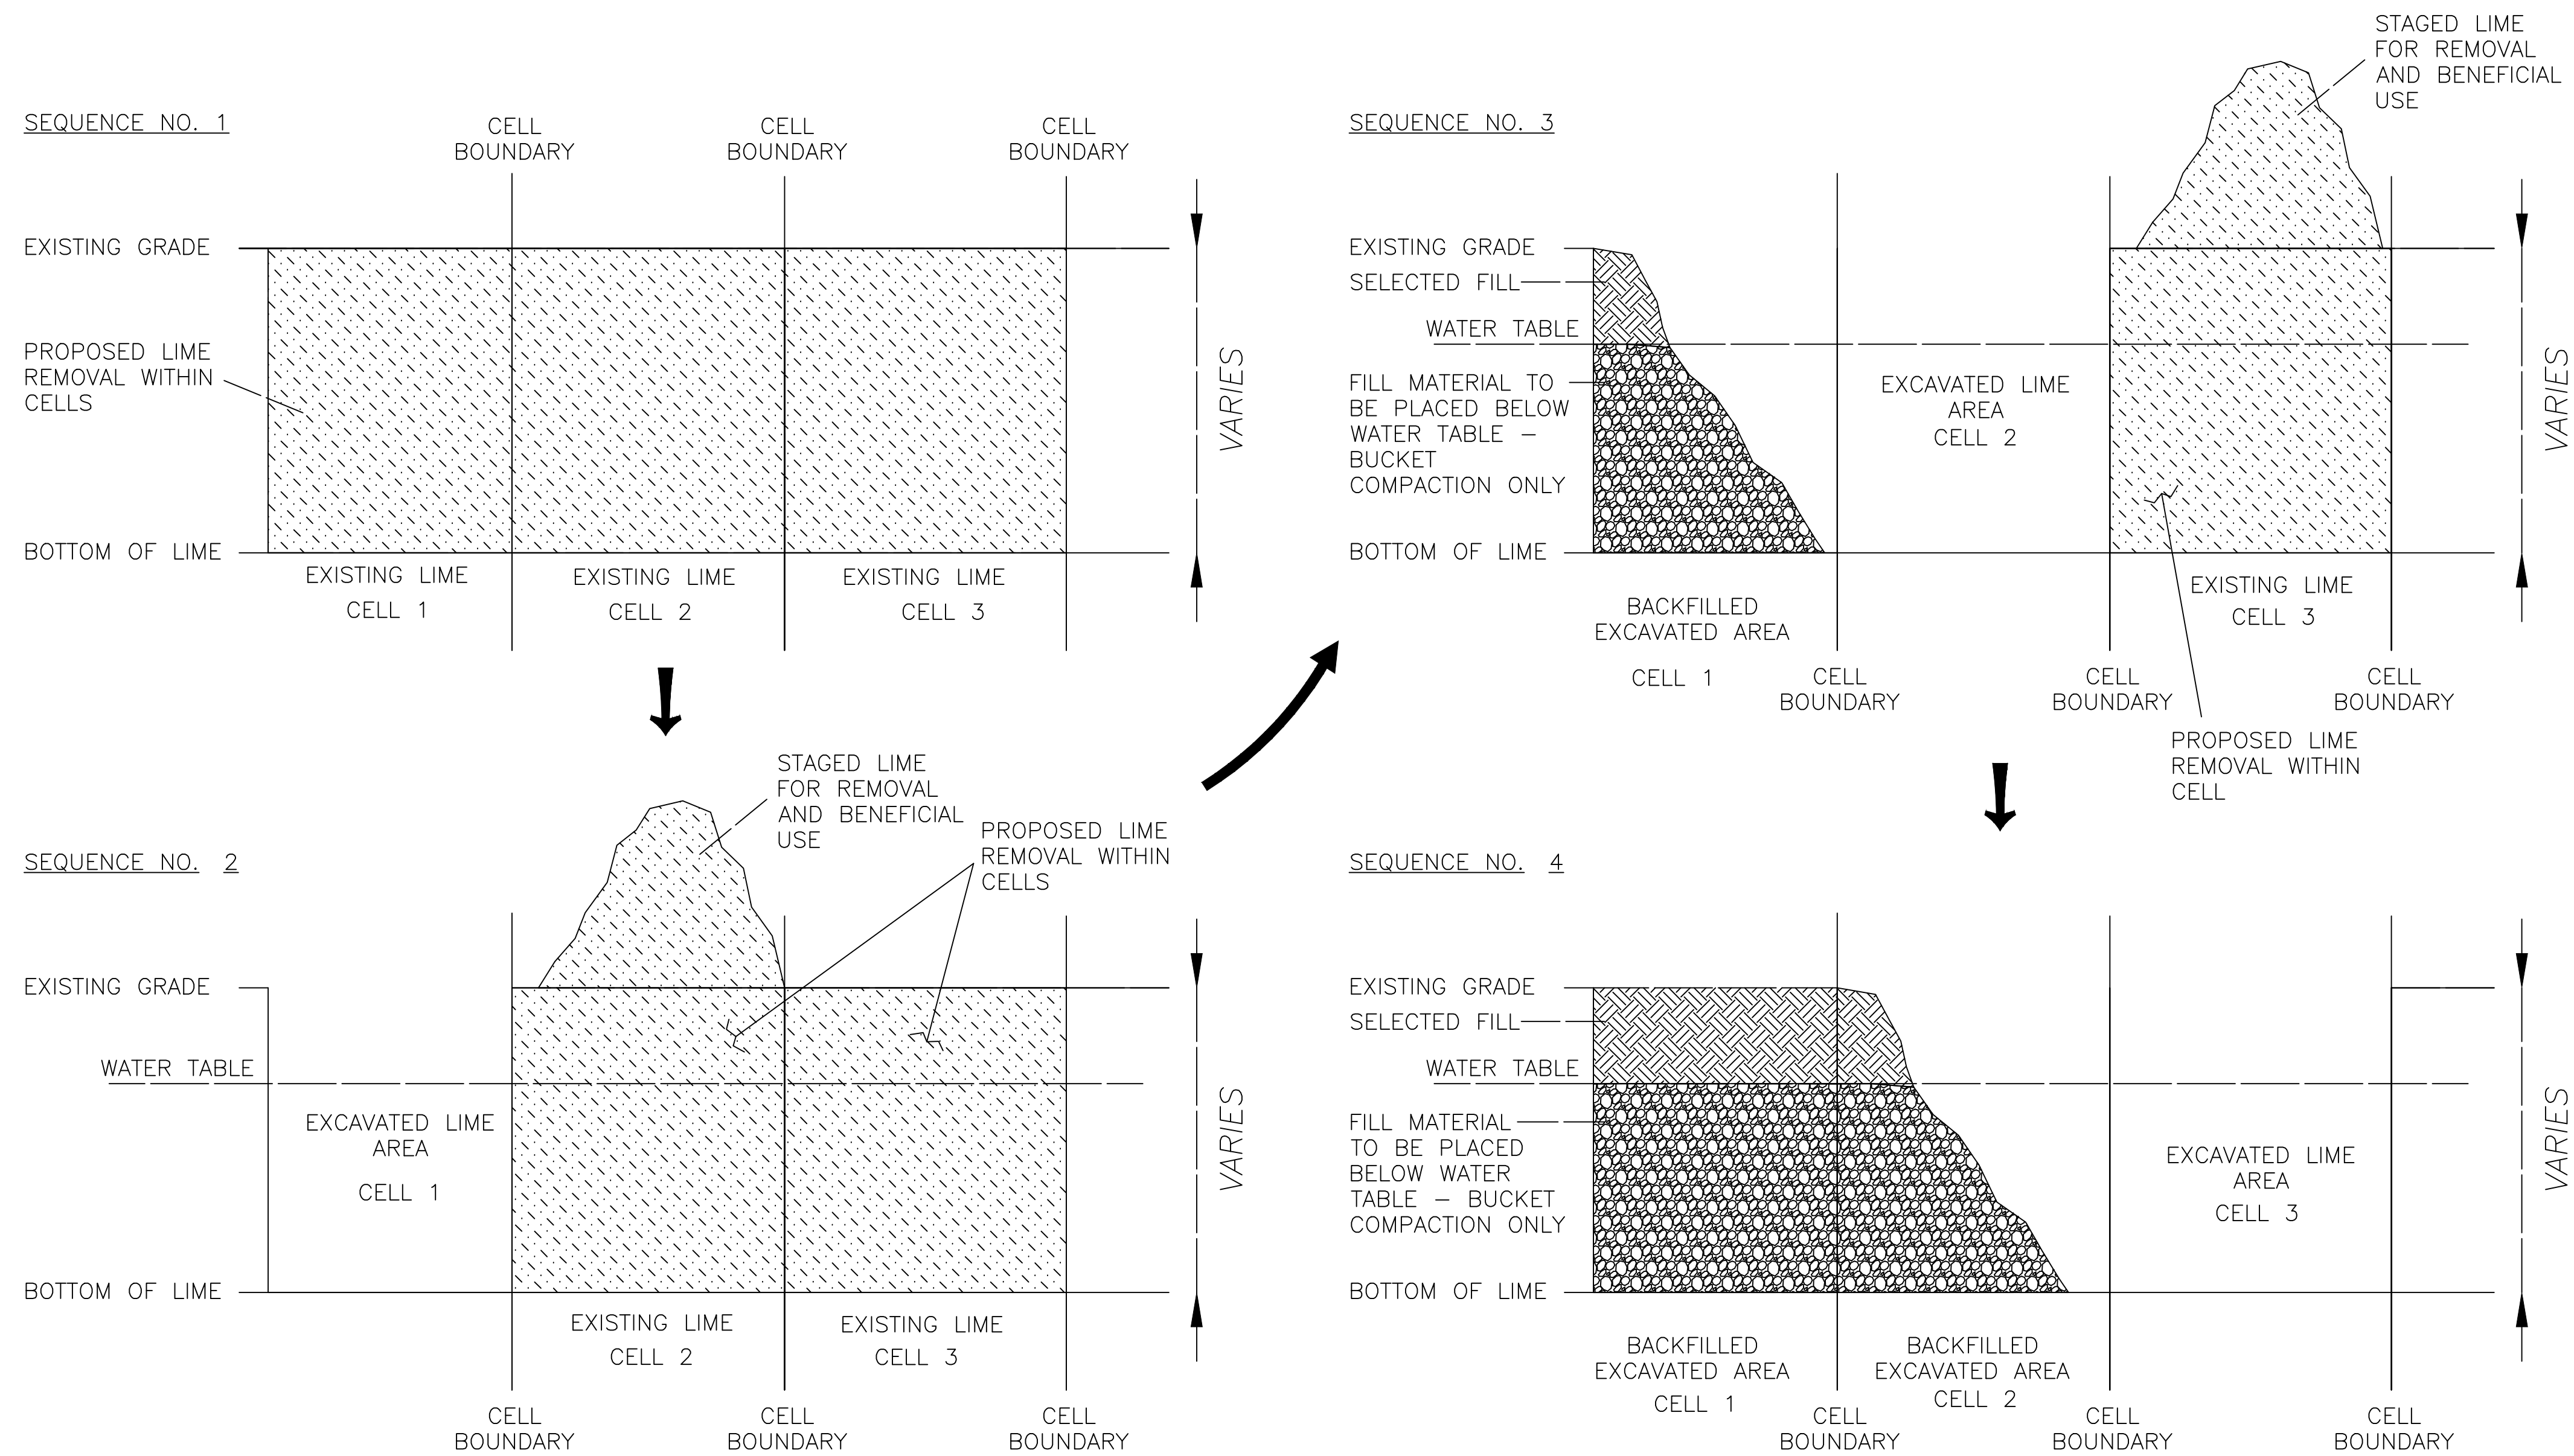 SEQUENCE NO. 1
CELL
BOUNDARY
CELL
BOUNDARY
CELL
BOUNDARY
EXISTING GRADE
PROPOSED LIME
REMOVAL WITHIN
CELLS
VARIES
BOTTOM OF LIME
EXISTING LIME
CELL 1
EXISTING LIME
CELL 2
EXISTING LIME
CELL 3
SEQUENCE NO. 2
STAGED LIME
FOR REMOVAL
AND BENEFICIAL
USE
PROPOSED LIME
REMOVAL WITHIN
CELLS
EXISTING GRADE
WATER TABLE
EXCAVATED LIME
AREA
CELL 1
VARIES
BOTTOM OF LIME
EXISTING LIME
CELL 2
EXISTING LIME
CELL 3
CELL
BOUNDARY
CELL
BOUNDARY
CELL
BOUNDARY
SEQUENCE NO. 3
STAGED LIME
FOR REMOVAL
AND BENEFICIAL
USE
EXISTING GRADE
SELECTED FILL
WATER TABLE
FILL MATERIAL TO
BE PLACED BELOW
WATER TABLE –
BUCKET
COMPACTION ONLY
EXCAVATED LIME
AREA
CELL 2
VARIES
BOTTOM OF LIME
BACKFILLED
EXCAVATED AREA
CELL 1
EXISTING LIME
CELL 3
CELL
BOUNDARY
CELL
BOUNDARY
CELL
BOUNDARY
PROPOSED LIME
REMOVAL WITHIN
CELL
SEQUENCE NO. 4
EXISTING GRADE
SELECTED FILL
WATER TABLE
FILL MATERIAL
TO BE PLACED
BELOW WATER
TABLE – BUCKET
COMPACTION ONLY
EXCAVATED LIME
AREA
CELL 3
VARIES
BOTTOM OF LIME
BACKFILLED
EXCAVATED AREA
CELL 1
BACKFILLED
EXCAVATED AREA
CELL 2
CELL
BOUNDARY
CELL
BOUNDARY
CELL
BOUNDARY